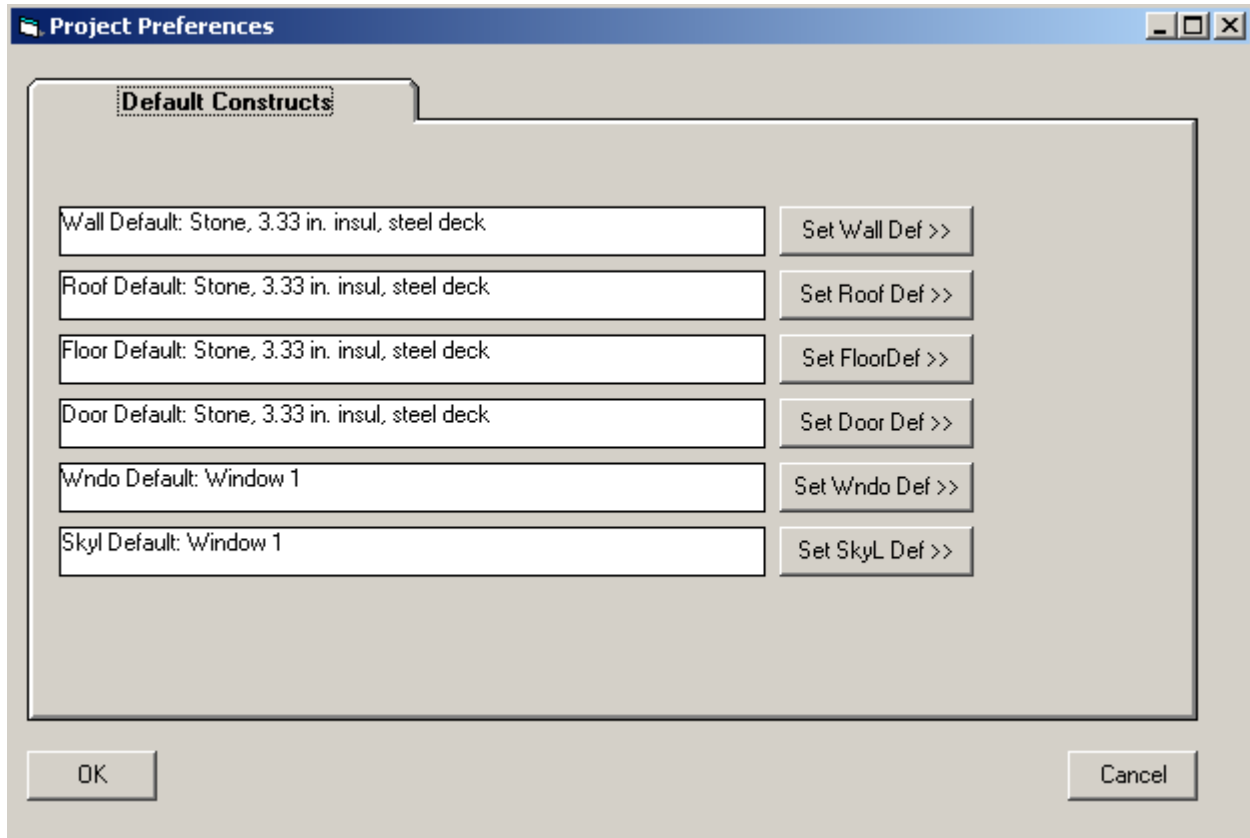 Project Preferences
Default Constructs
Wall Default: Stone, 3.33 in. insul, steel deck
Set Wall Def >>
Roof Default: Stone, 3.33 in. insul, steel deck
Set Roof Def >>
Floor Default: Stone, 3.33 in. insul, steel deck
Set FloorDef >>
Door Default: Stone, 3.33 in. insul, steel deck
Set Door Def >>
Wndo Default: Window 1
Set Wndo Def >>
Skyl Default: Window 1
Set SkyL Def >>
OK
Cancel